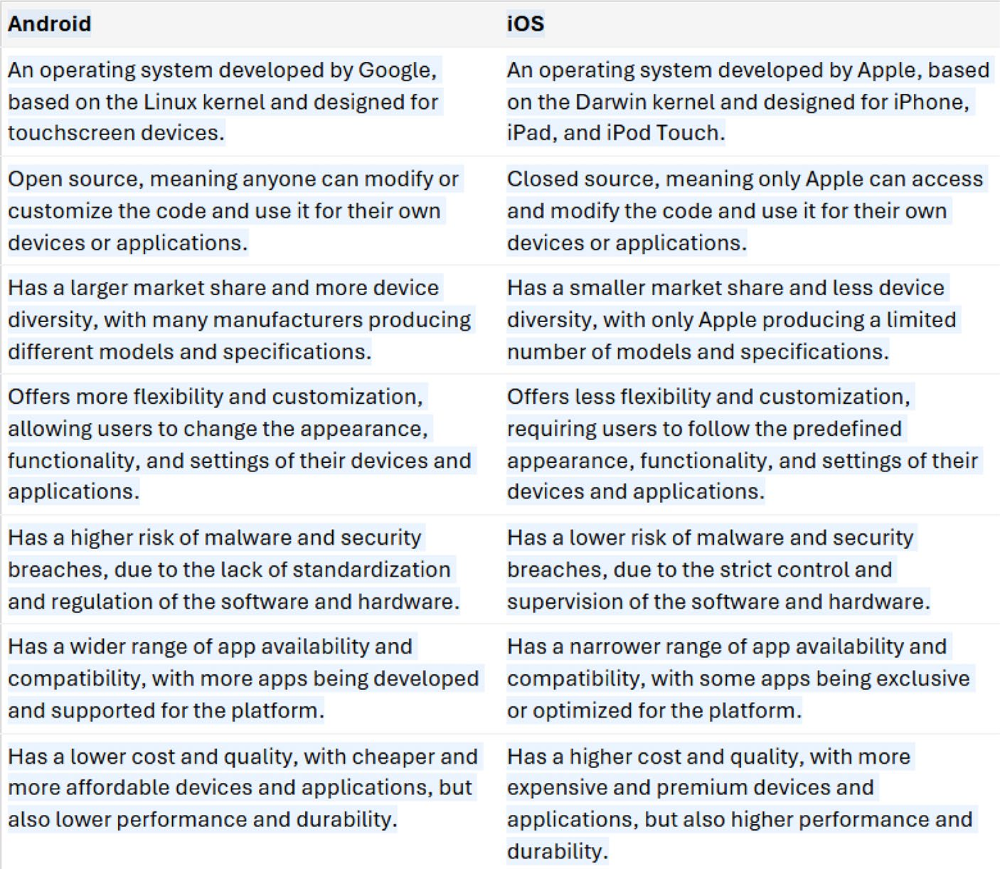 Android
iOS
An operating system developed by Google,
based on the Linux kernel and designed for
touchscreen devices.
An operating system developed by Apple, based
on the Darwin kernel and designed for iPhone,
iPad, and iPod Touch.
Open source, meaning anyone can modify or
customize the code and use it for their own
devices or applications.
Closed source, meaning only Apple can access
and modify the code and use it for their own
devices or applications.
Has a larger market share and more device
diversity, with many manufacturers producing
different models and specifications.
Has a smaller market share and less device
diversity, with only Apple producing a limited
number of models and specifications.
Offers more flexibility and customization,
allowing users to change the appearance,
functionality, and settings of their devices and
applications.
Offers less flexibility and customization,
requiring users to follow the predefined
appearance, functionality, and settings of their
devices and applications.
Has a higher risk of malware and security
breaches, due to the lack of standardization
and regulation of the software and hardware.
Has a lower risk of malware and security
breaches, due to the strict control and
supervision of the software and hardware.
Has a wider range of app availability and
compatibility, with more apps being developed
and supported for the platform.
Has a narrower range of app availability and
compatibility, with some apps being exclusive
or optimized for the platform.
Has a lower cost and quality, with cheaper and
more affordable devices and applications, but
also lower performance and durability.
Has a higher cost and quality, with more
expensive and premium devices and
applications, but also higher performance and
durability.